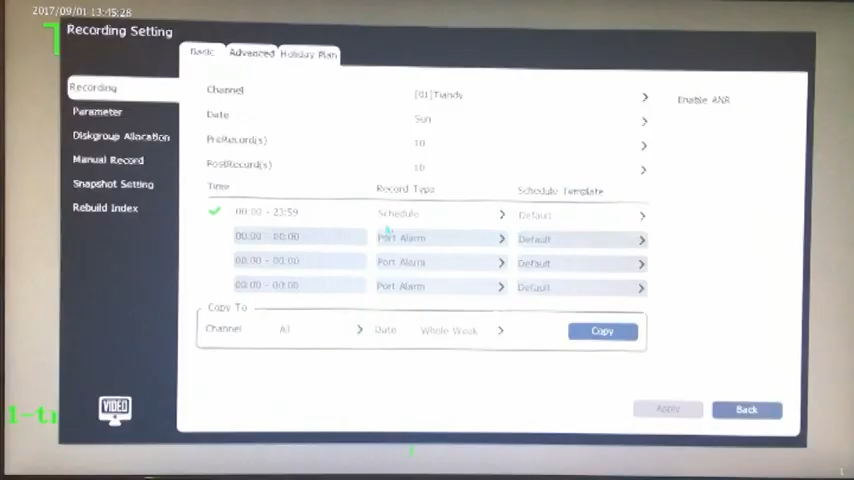 2017/09/01 13:45:28
Recording Setting
Basic Advanced Holiday Plan
Recording
Parameter
Diskgroup Allocation
Manual Record
Snapshot Setting
Rebuild Index
Channel [01]Tiandy > Enable ANR
Date Sun >
PreRecord(s) 10 >
PostRecord(s) 10 >
Time Record Type Schedule Template
00:00 - 23:59 Schedule > Default >
00:00 - 00:00 Port Alarm > Default >
00:00 - 00:00 Port Alarm > Default >
00:00 - 00:00 Port Alarm > Default >
Copy To
Channel All > Date Whole Week > Copy
VIDEO
Apply Back